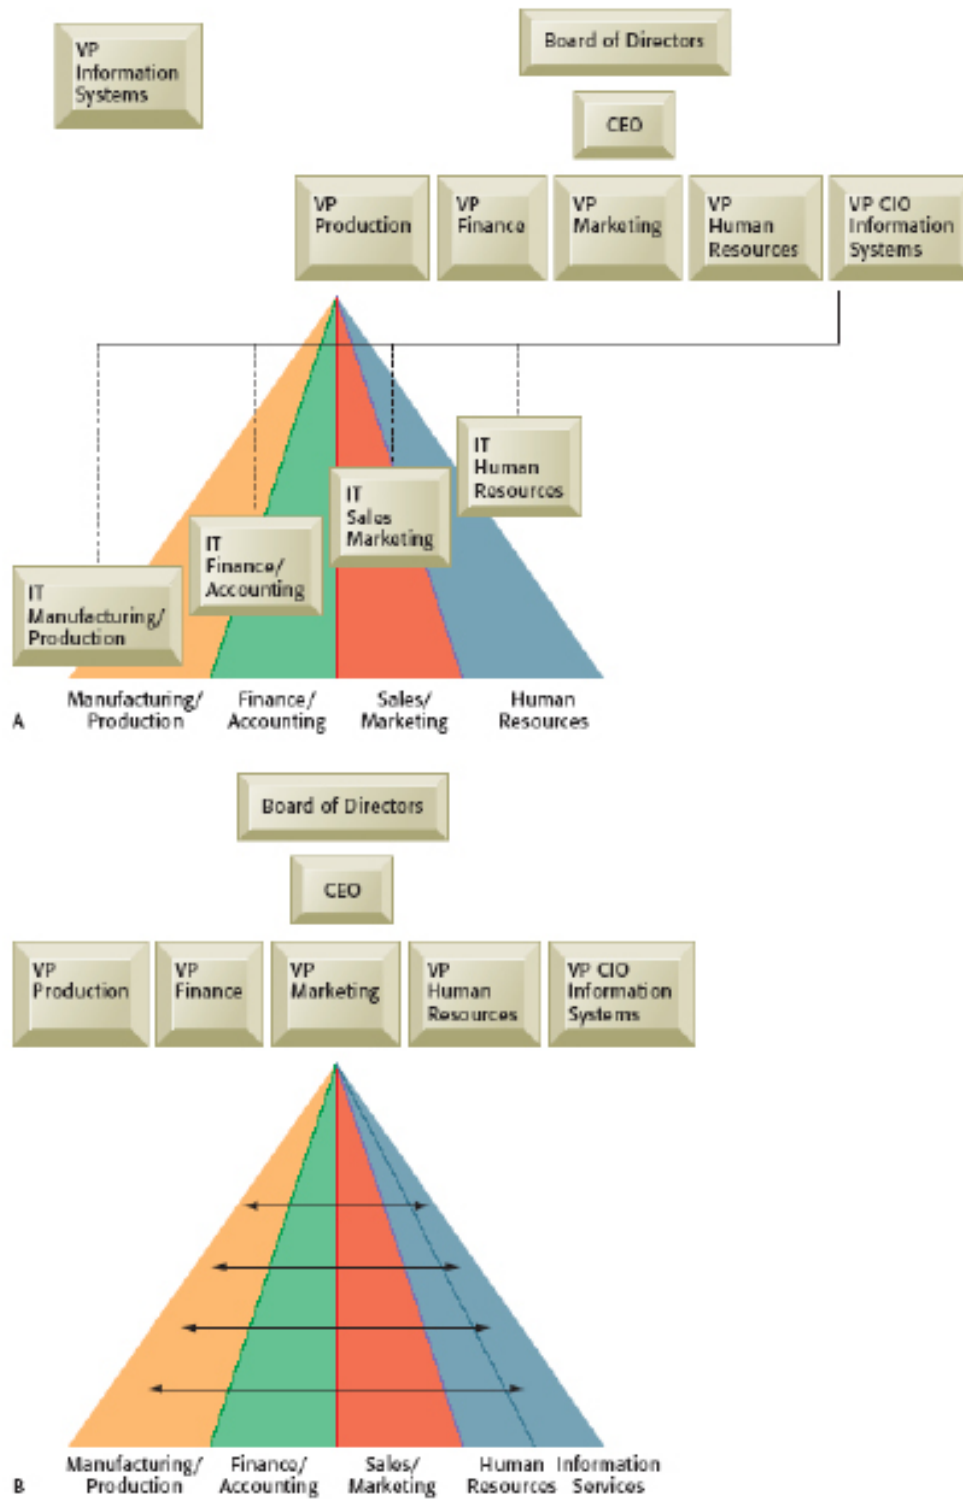 VP
Information
Systems
Board of Directors
CEO
VP
Production
VP
Finance
VP
Marketing
VP
Human
Resources
VP CIO
Information
Systems
IT
Human
Resources
IT
Sales
Marketing
IT
Finance/
Accounting
IT
Manufacturing/
Production
Manufacturing/
Production
Finance/
Accounting
Sales/
Marketing
Human
Resources
A
Board of Directors
CEO
VP
Production
VP
Finance
VP
Marketing
VP
Human
Resources
VP CIO
Information
Systems
Manufacturing/
Production
Finance/
Accounting
Sales/
Marketing
Human
Resources
Information
Services
B